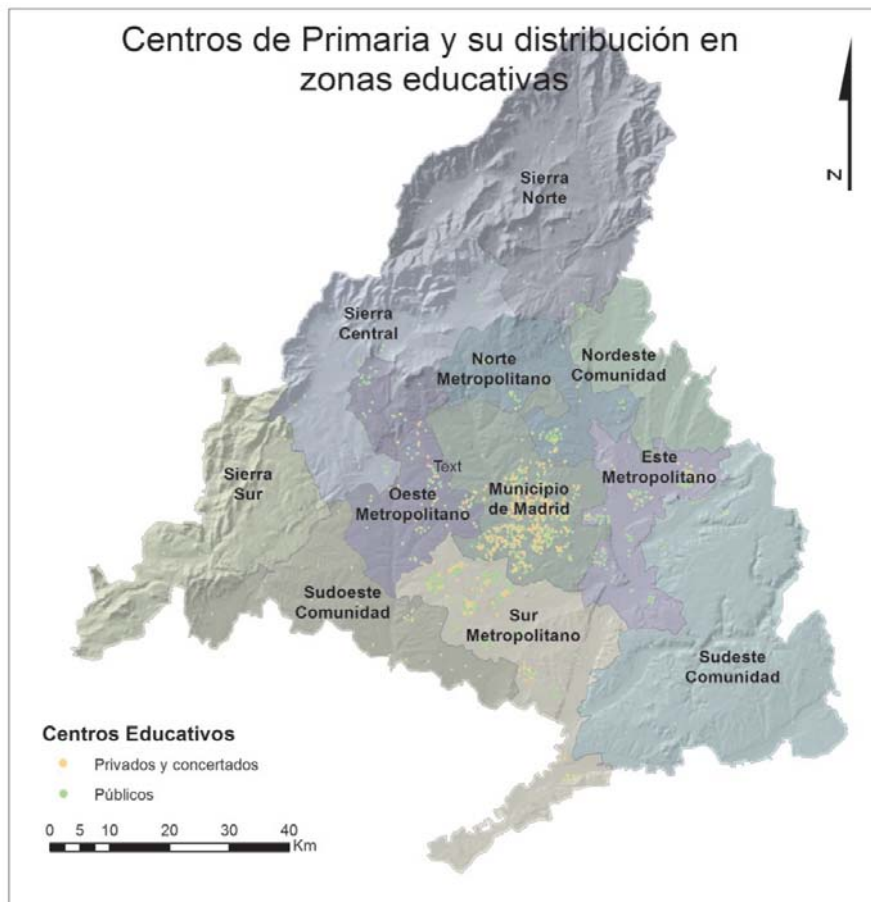 Centros de Primaria y su distribución en
zonas educativas
N
Sierra
Norte
Sierra
Central
Norte
Metropolitano
Nordeste
Comunidad
Sierra
Sur
Text
Oeste
Metropolitano
Municipio
de Madrid
Este
Metropolitano
Sudoeste
Comunidad
Sur
Metropolitano
Sudeste
Comunidad
Centros Educativos
Privados y concertados
Públicos
0 5 10 20 30 40
Km